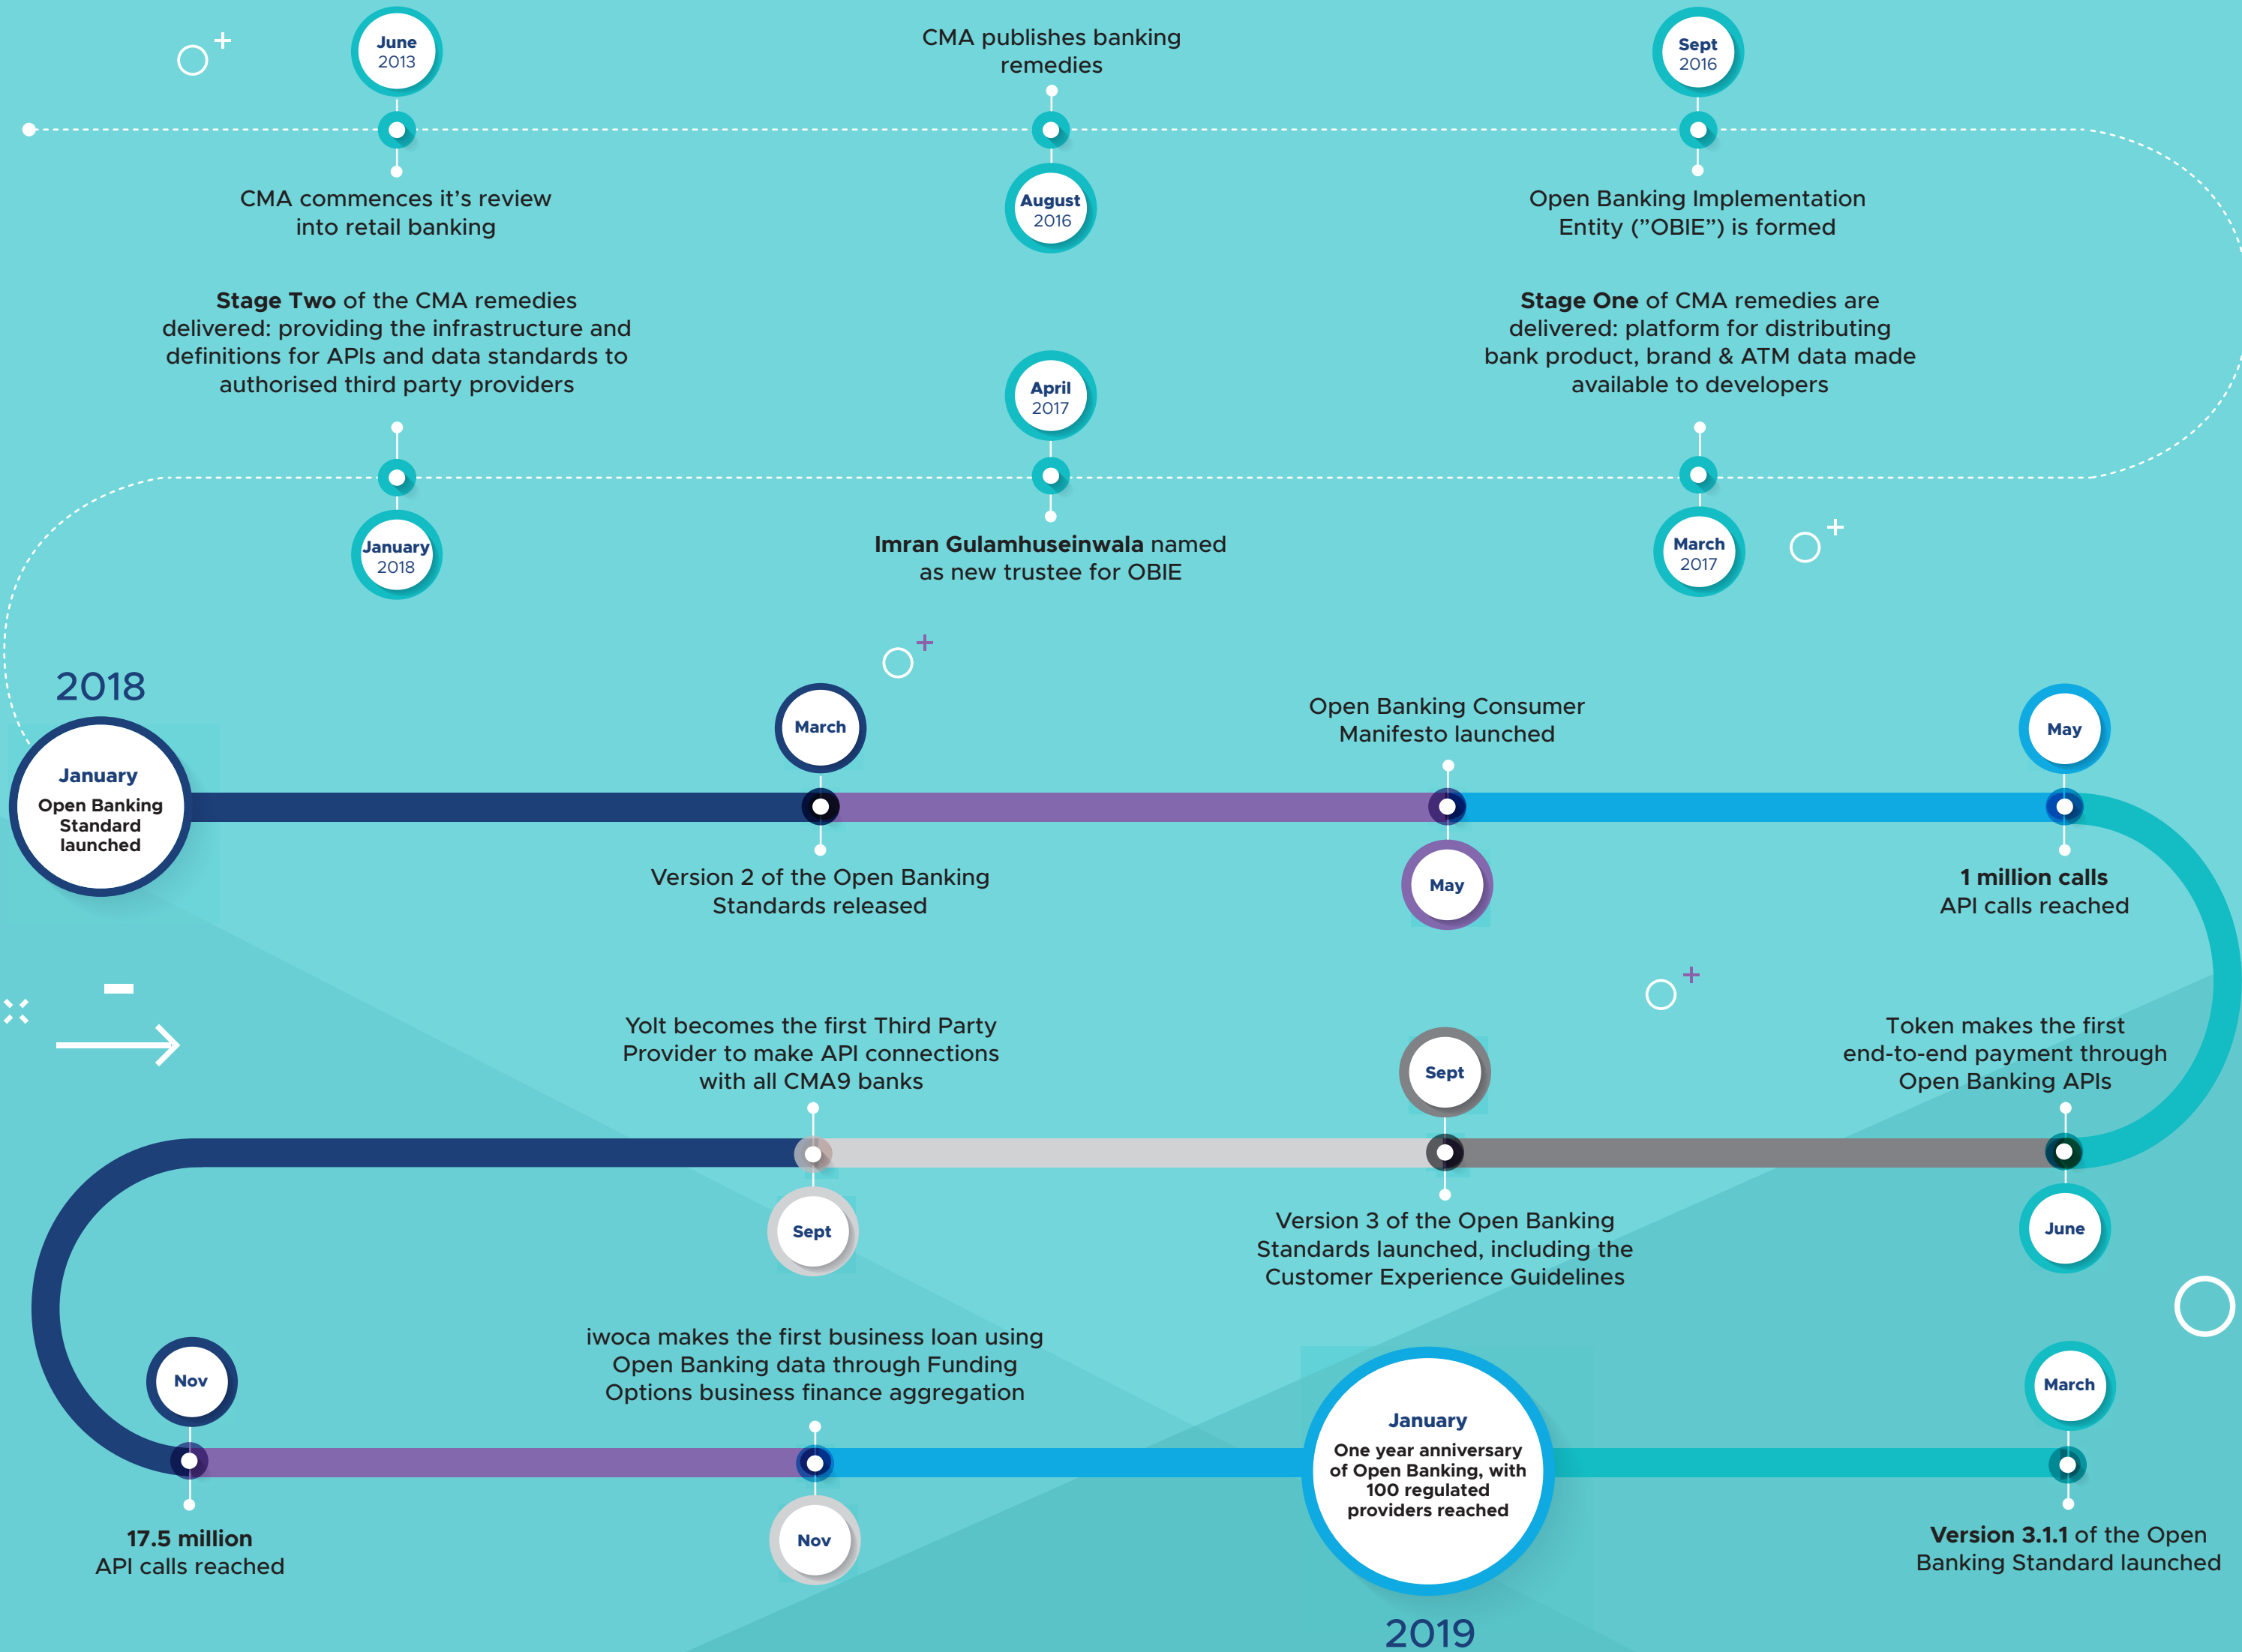 June
2013
CMA commences it's review
into retail banking
CMA publishes banking
remedies
August
2016
Sept
2016
Open Banking Implementation
Entity (”OBIE”) is formed
Stage One of CMA remedies are
delivered: platform for distributing
bank product, brand & ATM data made
available to developers
March
2017
April
2017
Imran Gulamhuseinwala named
as new trustee for OBIE
Stage Two of the CMA remedies
delivered: providing the infrastructure and
definitions for APIs and data standards to
authorised third party providers
January
2018
2018
January
Open Banking
Standard
launched
March
Version 2 of the Open Banking
Standards released
Open Banking Consumer
Manifesto launched
May
May
1 million calls
API calls reached
Token makes the first
end-to-end payment through
Open Banking APIs
June
Sept
Version 3 of the Open Banking
Standards launched, including the
Customer Experience Guidelines
Yolt becomes the first Third Party
Provider to make API connections
with all CMA9 banks
Sept
Nov
17.5 million
API calls reached
iwoca makes the first business loan using
Open Banking data through Funding
Options business finance aggregation
Nov
January
One year anniversary
of Open Banking, with
100 regulated
providers reached
2019
March
Version 3.1.1 of the Open
Banking Standard launched